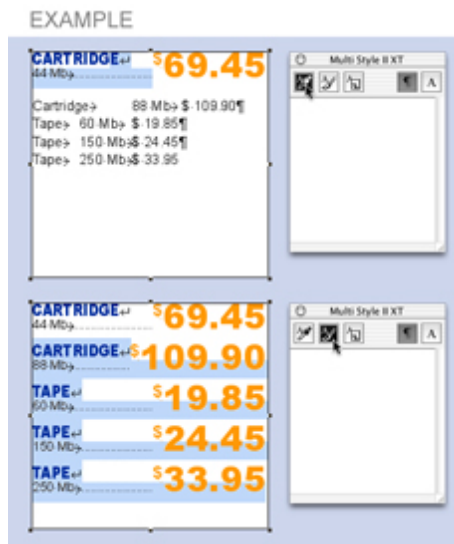 EXAMPLE
CARTRIDGE↵ $69.45
44 Mb→
Cartridge→ 88·Mb→ $·109.90¶
Tape→ 60·Mb→ $·19.85¶
Tape→ 150·Mb→$·24.45¶
Tape→ 250·Mb→$·33.95
Multi Style II XT
¶ A
CARTRIDGE↵ $69.45
44 Mb→
CARTRIDGE↵ $109.90
88 Mb→
TAPE↵ $19.85
60 Mb→
TAPE↵ $24.45
150 Mb→
TAPE↵ $33.95
250 Mb→
Multi Style II XT
¶ A